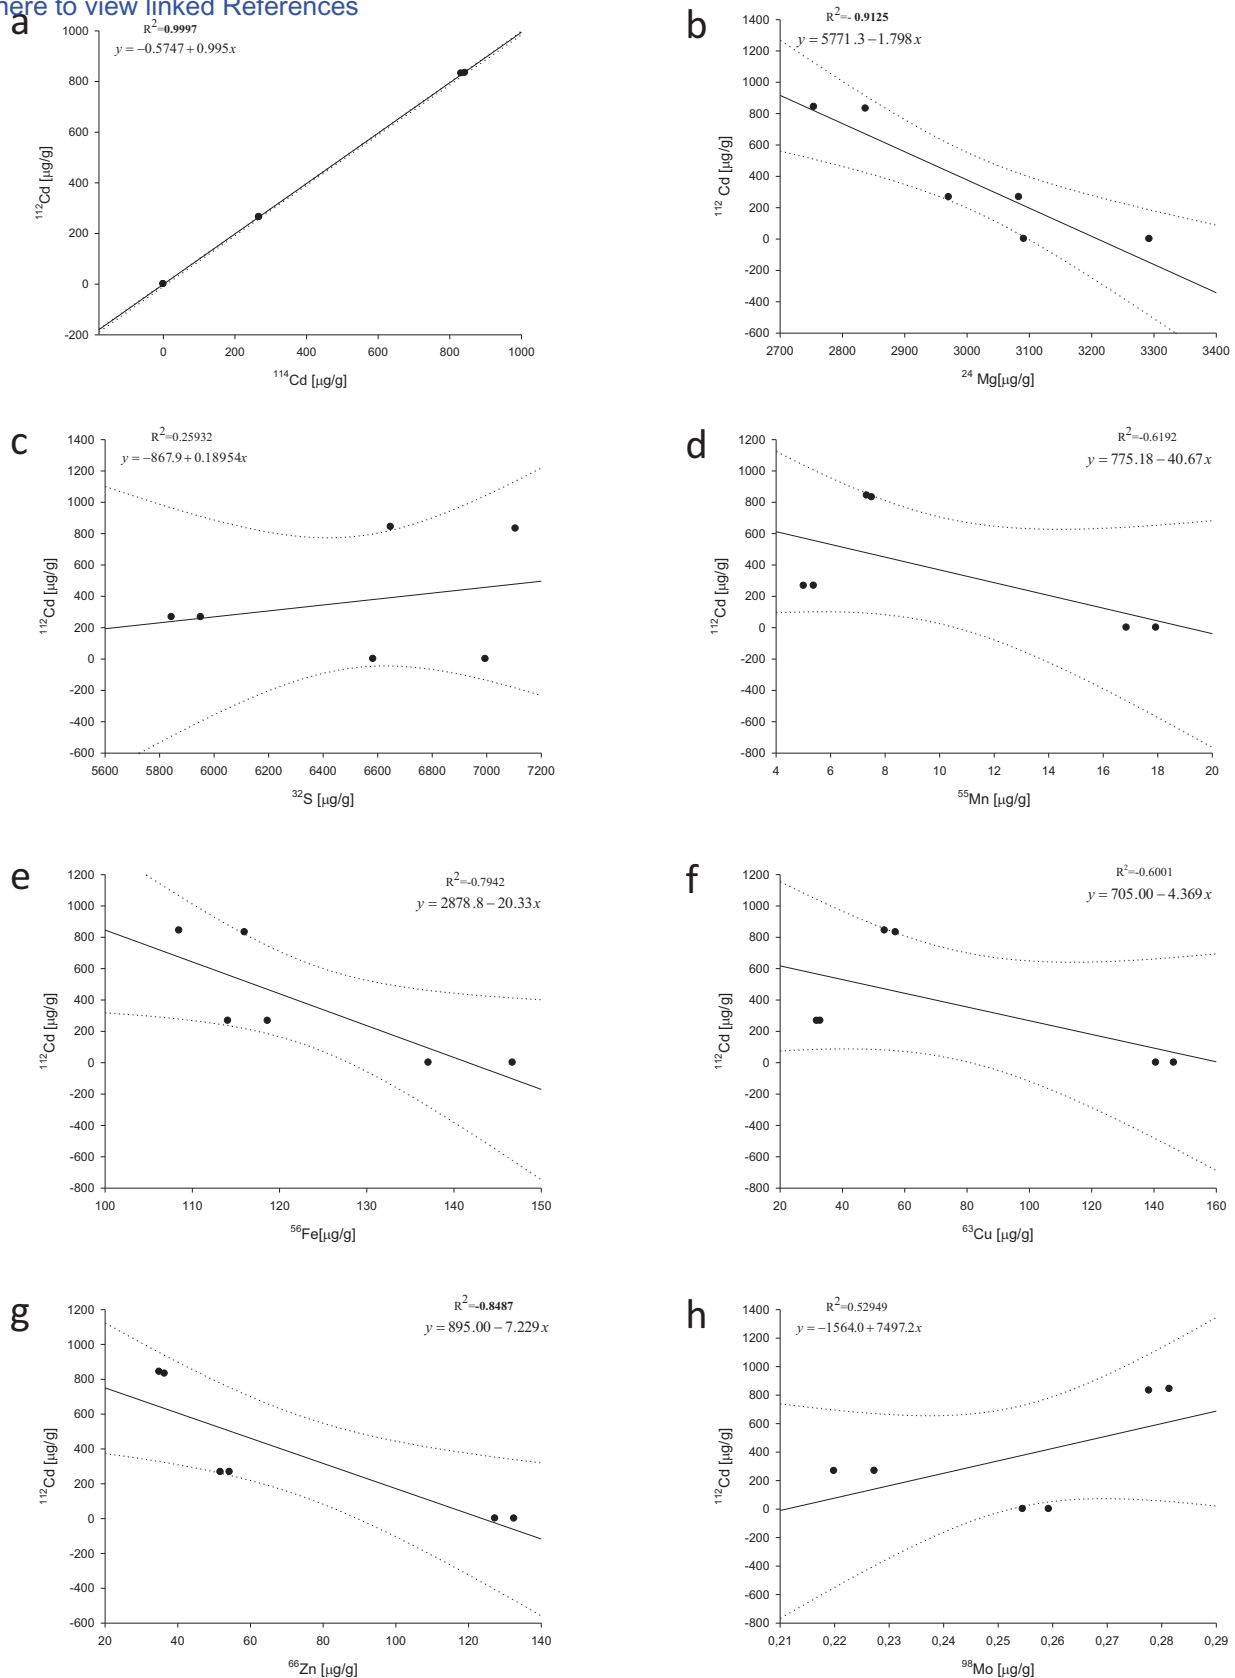 here to view linked References
a
R²=0.9997
y = −0.5747 + 0.995x
1000
800
600
400
200
0
-200
¹¹²Cd [µg/g]
0 200 400 600 800 1000
¹¹⁴Cd [µg/g]
b
R²=- 0.9125
y = 5771.3 − 1.798x
1400
1200
1000
800
600
400
200
0
-200
-400
-600
¹¹² Cd [µg/g]
2700 2800 2900 3000 3100 3200 3300 3400
²⁴ Mg[µg/g]
c
R²=0.25932
y = −867.9 + 0.18954x
1400
1200
1000
800
600
400
200
0
-200
-400
-600
¹¹²Cd [µg/g]
5600 5800 6000 6200 6400 6600 6800 7000 7200
³²S [µg/g]
d
R²=-0.6192
y = 775.18 − 40.67x
1200
1000
800
600
400
200
0
-200
-400
-600
-800
¹¹²Cd [µg/g]
4 6 8 10 12 14 16 18 20
⁵⁵Mn [µg/g]
e
R²=-0.7942
y = 2878.8 − 20.33x
1200
1000
800
600
400
200
0
-200
-400
-600
-800
¹¹²Cd [µg/g]
100 110 120 130 140 150
⁵⁶Fe[µg/g]
f
R²=-0.6001
y = 705.00 − 4.369x
1200
1000
800
600
400
200
0
-200
-400
-600
-800
¹¹²Cd [µg/g]
20 40 60 80 100 120 140 160
⁶³Cu [µg/g]
g
R²=-0.8487
y = 895.00 − 7.229x
1200
1000
800
600
400
200
0
-200
-400
-600
¹¹²Cd [µg/g]
20 40 60 80 100 120 140
⁶⁶Zn [µg/g]
h
R²=0.52949
y = −1564.0 + 7497.2x
1400
1200
1000
800
600
400
200
0
-200
-400
-600
-800
¹¹²Cd [µg/g]
0,21 0,22 0,23 0,24 0,25 0,26 0,27 0,28 0,29
⁹⁸Mo [µg/g]